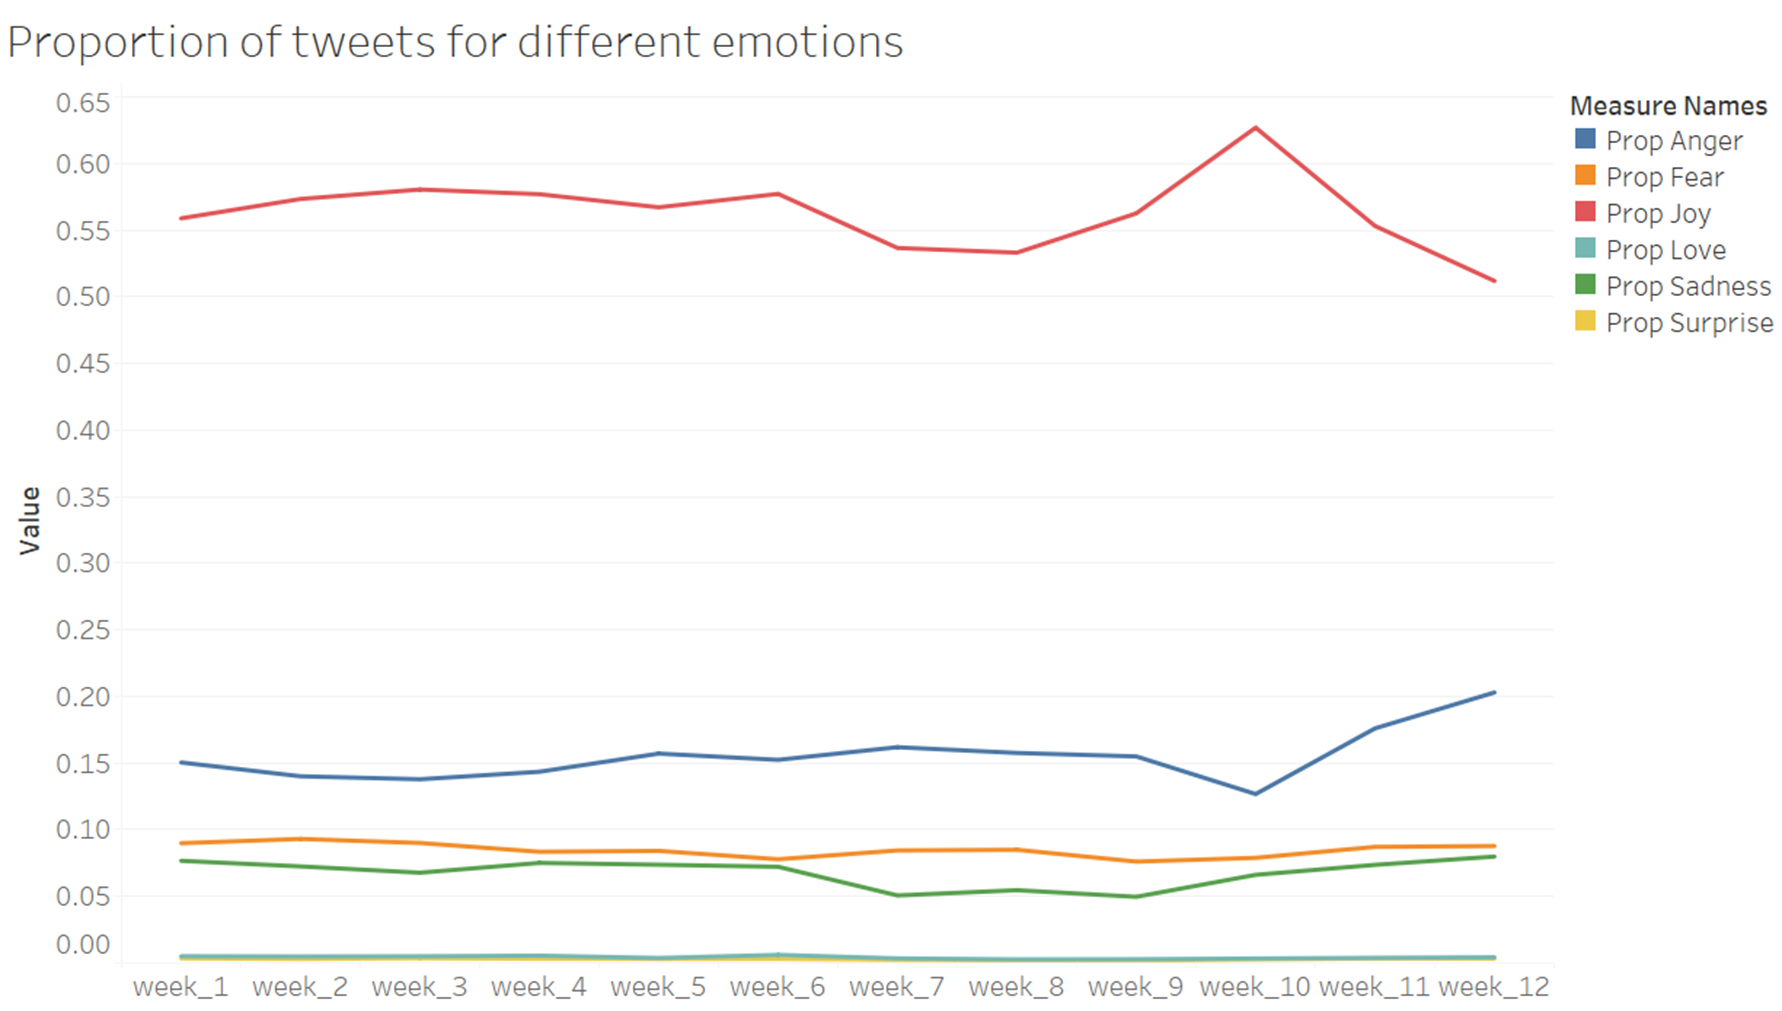 Proportion of tweets for different emotions
0.65
0.60
0.55
0.50
0.45
0.40
0.35
0.30
0.25
0.20
0.15
0.10
0.05
0.00
Value
week_1 week_2 week_3 week_4 week_5 week_6 week_7 week_8 week_9 week_10 week_11 week_12
Measure Names
Prop Anger
Prop Fear
Prop Joy
Prop Love
Prop Sadness
Prop Surprise